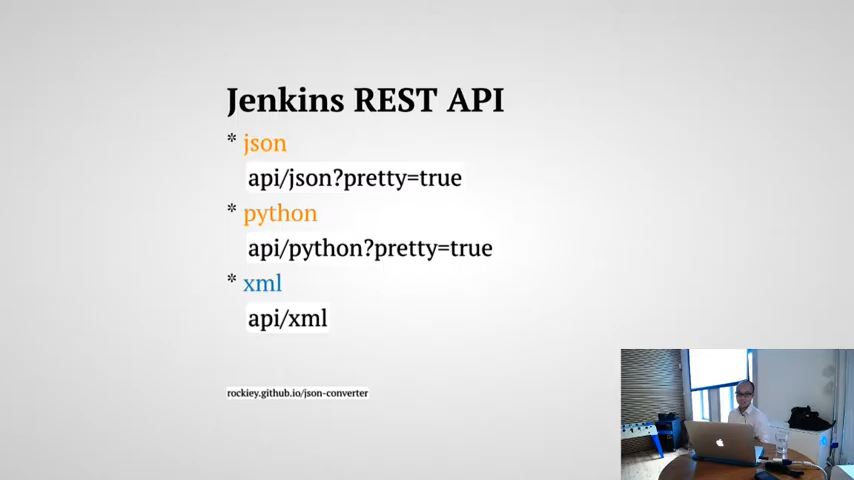 Jenkins REST API
* json
api/json?pretty=true
* python
api/python?pretty=true
* xml
api/xml
rockiey.github.io/json-converter